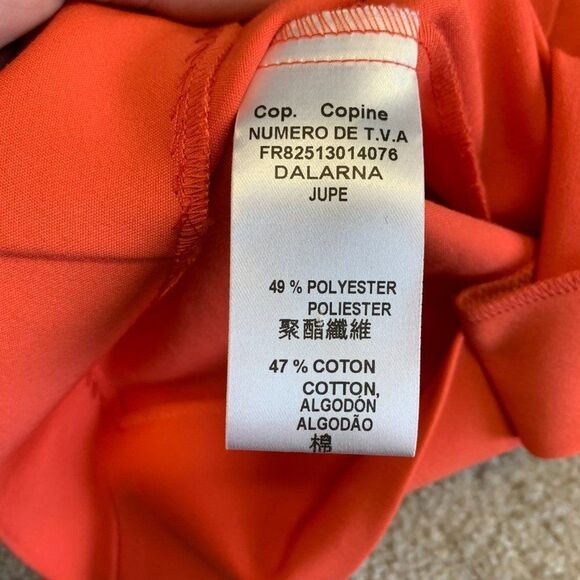 Cop. Copine
NUMERO DE T.V.A
FR82513014076
DALARNA
JUPE
49 % POLYESTER
POLIESTER
聚酯纖維
47 % COTON
COTTON,
ALGODÓN
ALGODÃO
棉